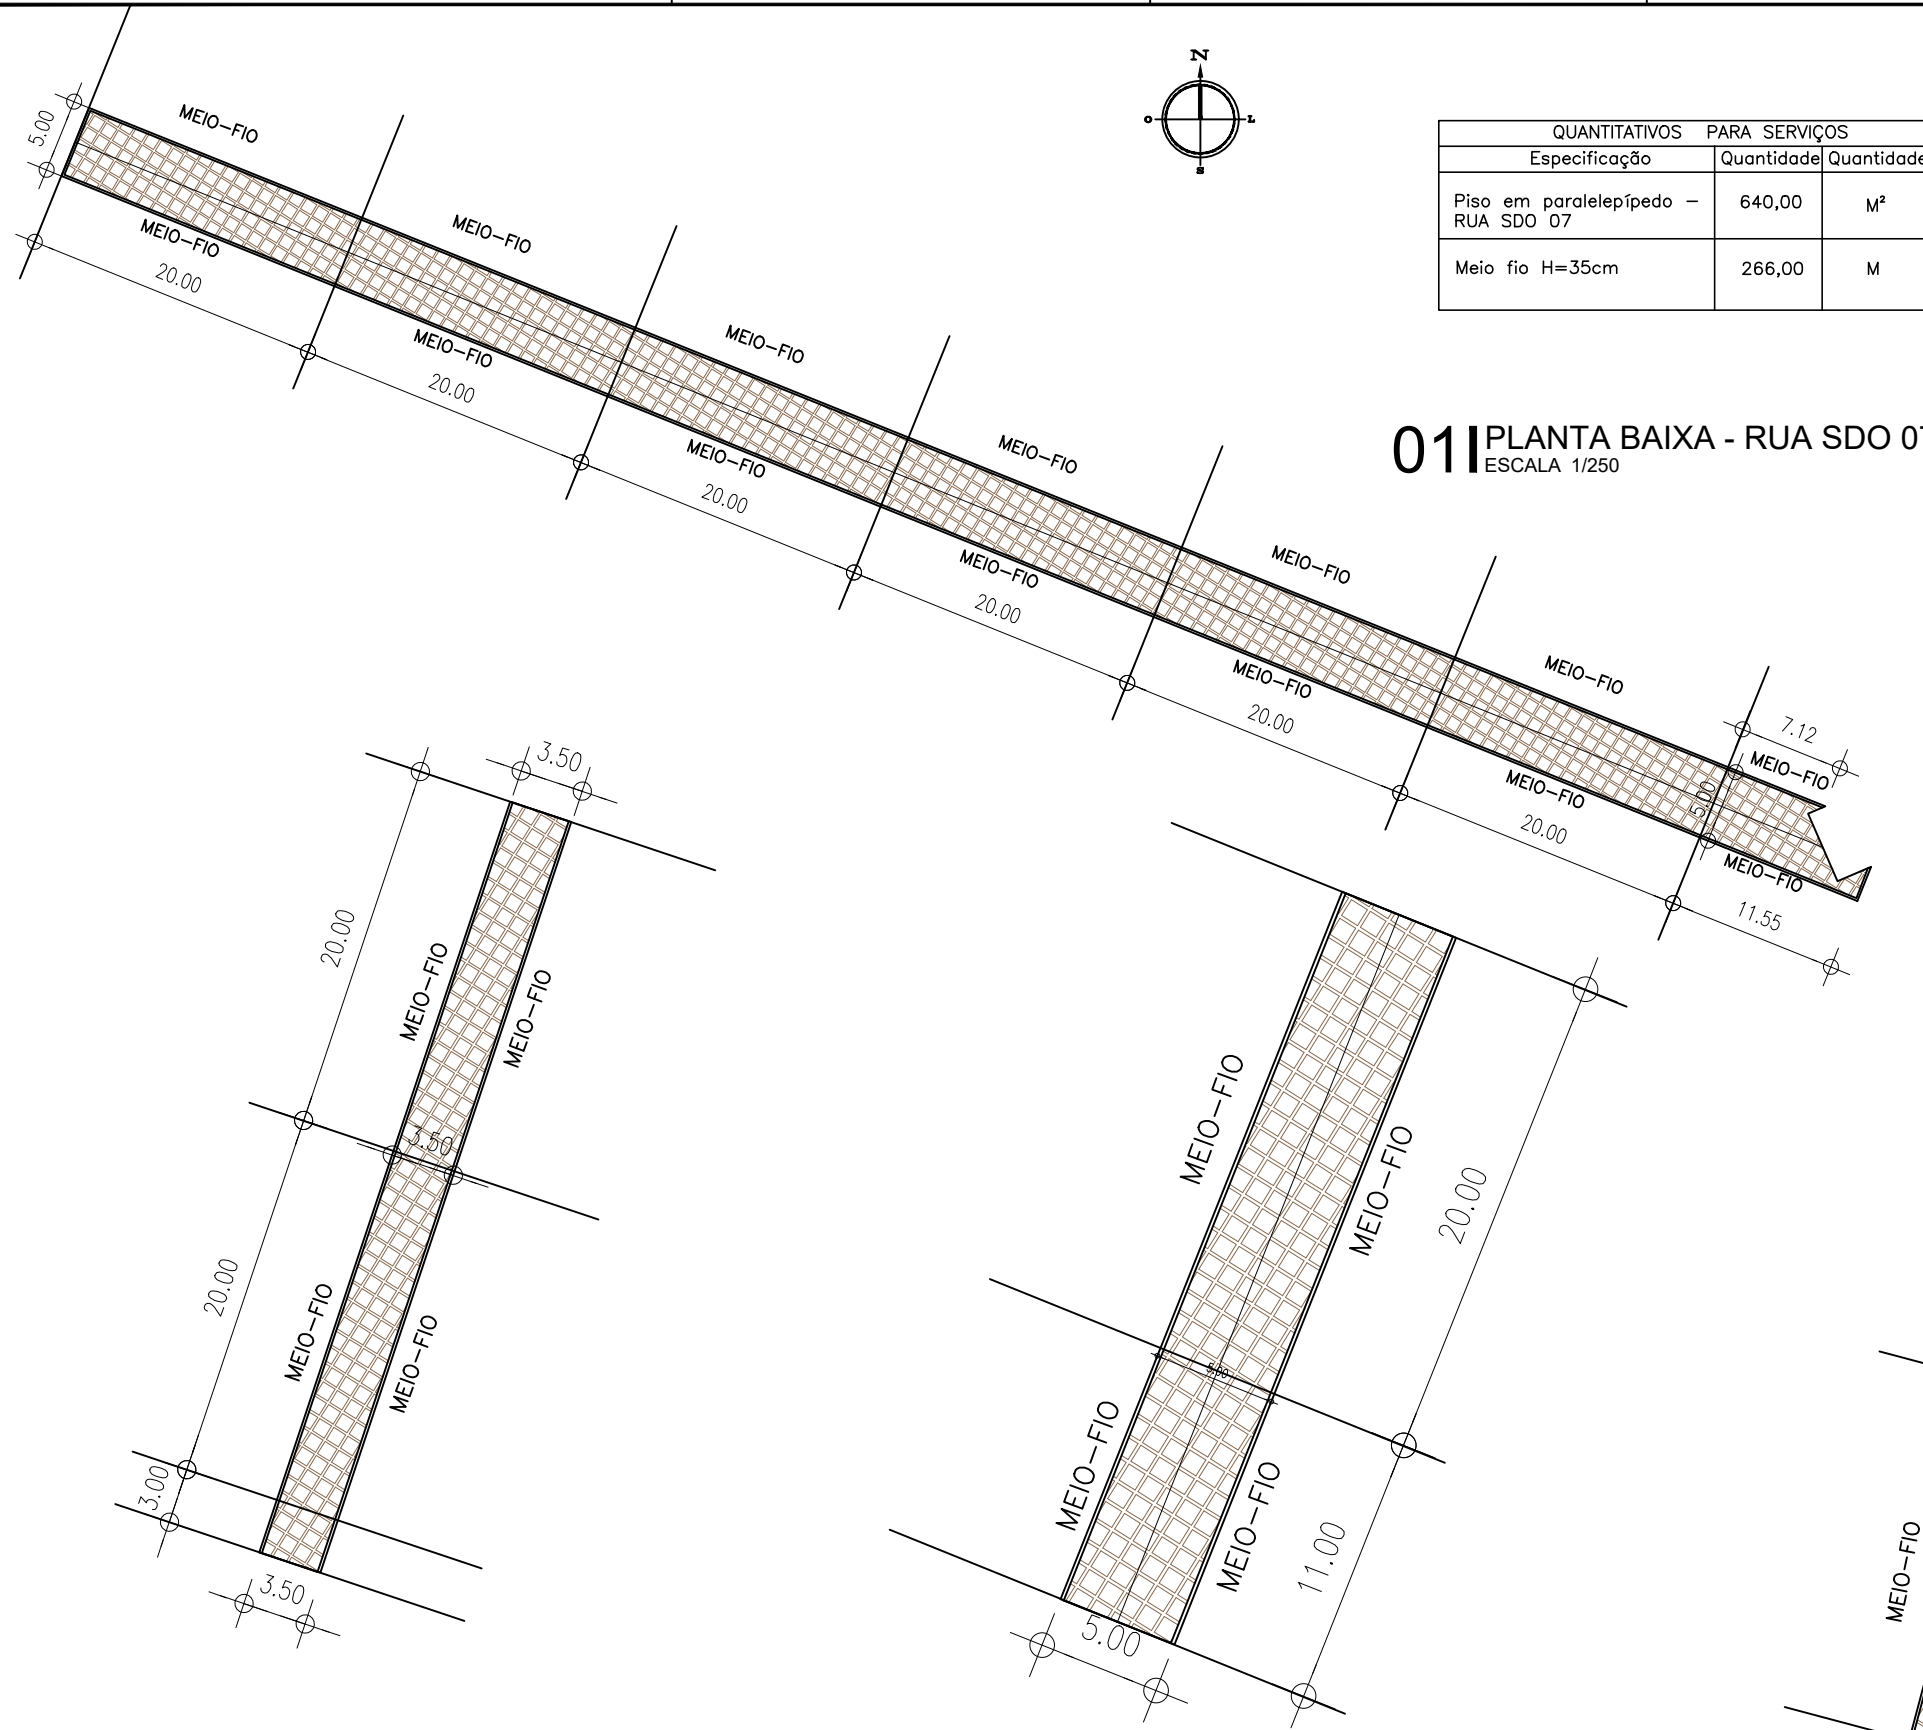 N
O
L
S
QUANTITATIVOS PARA SERVIÇOS
Especificação Quantidade Quantidade
Piso em paralelepípedo – 640,00 M²
RUA SDO 07
Meio fio H=35cm 266,00 M
01 PLANTA BAIXA - RUA SDO 07
ESCALA 1/250
5.00
MEIO-FIO
MEIO-FIO
MEIO-FIO
MEIO-FIO
MEIO-FIO
MEIO-FIO
MEIO-FIO
MEIO-FIO
MEIO-FIO
MEIO-FIO
MEIO-FIO
MEIO-FIO
MEIO-FIO
MEIO-FIO
20.00
20.00
20.00
20.00
20.00
20.00
7.12
5.00
11.55
3.50
20.00
MEIO-FIO
MEIO-FIO
3.50
20.00
MEIO-FIO
MEIO-FIO
3.00
3.50
MEIO-FIO
MEIO-FIO
20.00
5.00
MEIO-FIO
MEIO-FIO
11.00
5.00
MEIO-FIO